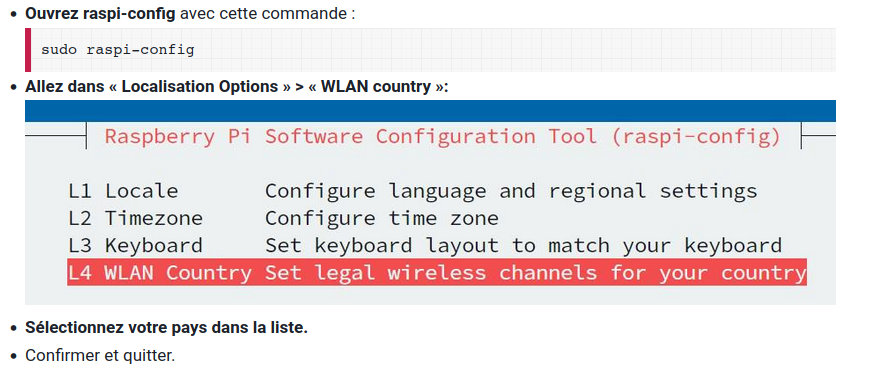 Ouvrez raspi-config avec cette commande :
sudo raspi-config
Allez dans « Localisation Options » > « WLAN country »:
Raspberry Pi Software Configuration Tool (raspi-config)
L1 Locale Configure language and regional settings
L2 Timezone Configure time zone
L3 Keyboard Set keyboard layout to match your keyboard
L4 WLAN Country Set legal wireless channels for your country
Sélectionnez votre pays dans la liste.
Confirmer et quitter.